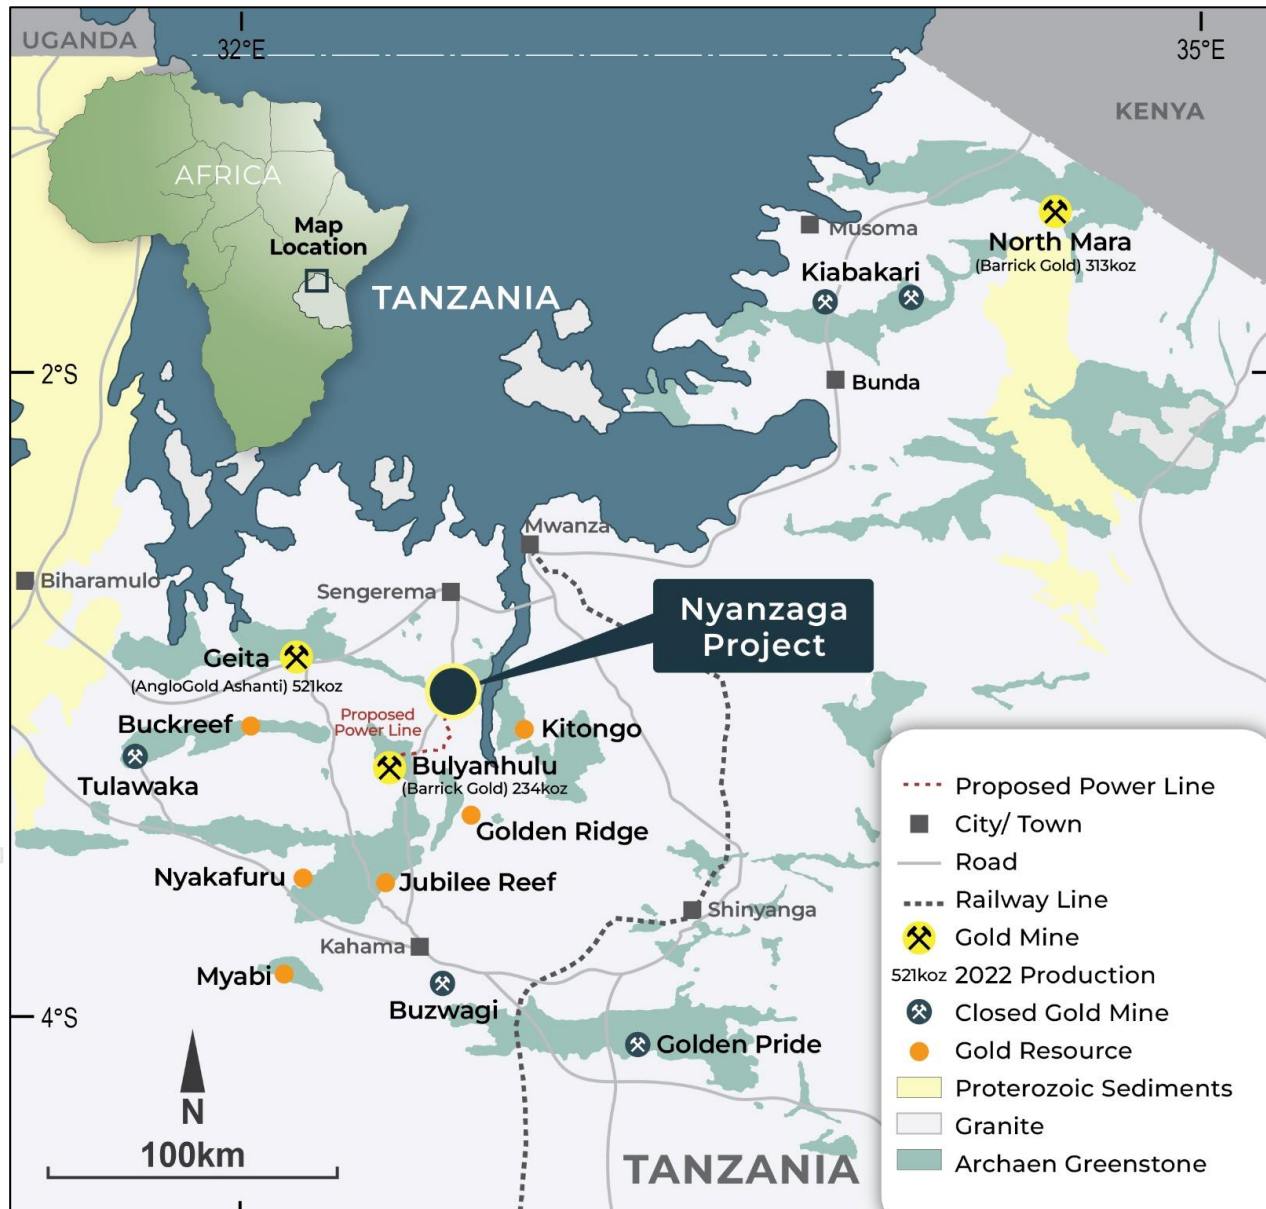 UGANDA
32°E
35°E
KENYA
AFRICA
Map
Location
TANZANIA
Musoma
North Mara
(Barrick Gold) 313koz
Kiabakari
2°S
Bunda
Mwanza
Biharamulo
Sengerema
Nyanzaga
Project
Geita
(AngloGold Ashanti) 521koz
Proposed
Power Line
Buckreef
Kitongo
Tulawaka
Bulyanhulu
(Barrick Gold) 234koz
Golden Ridge
Nyakafuru
Jubilee Reef
Shinyanga
Kahama
Myabi
Buzwagi
4°S
Golden Pride
N
100km
TANZANIA
Proposed Power Line
City/ Town
Road
Railway Line
Gold Mine
521koz 2022 Production
Closed Gold Mine
Gold Resource
Proterozoic Sediments
Granite
Archaen Greenstone